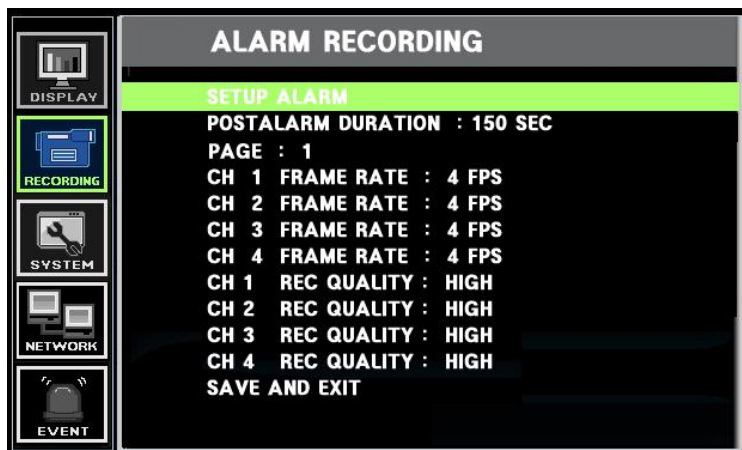 ALARM RECORDING
DISPLAY
RECORDING
SYSTEM
NETWORK
EVENT
SETUP ALARM
POSTALARM DURATION : 150 SEC
PAGE : 1
CH 1 FRAME RATE : 4 FPS
CH 2 FRAME RATE : 4 FPS
CH 3 FRAME RATE : 4 FPS
CH 4 FRAME RATE : 4 FPS
CH 1 REC QUALITY : HIGH
CH 2 REC QUALITY : HIGH
CH 3 REC QUALITY : HIGH
CH 4 REC QUALITY : HIGH
SAVE AND EXIT